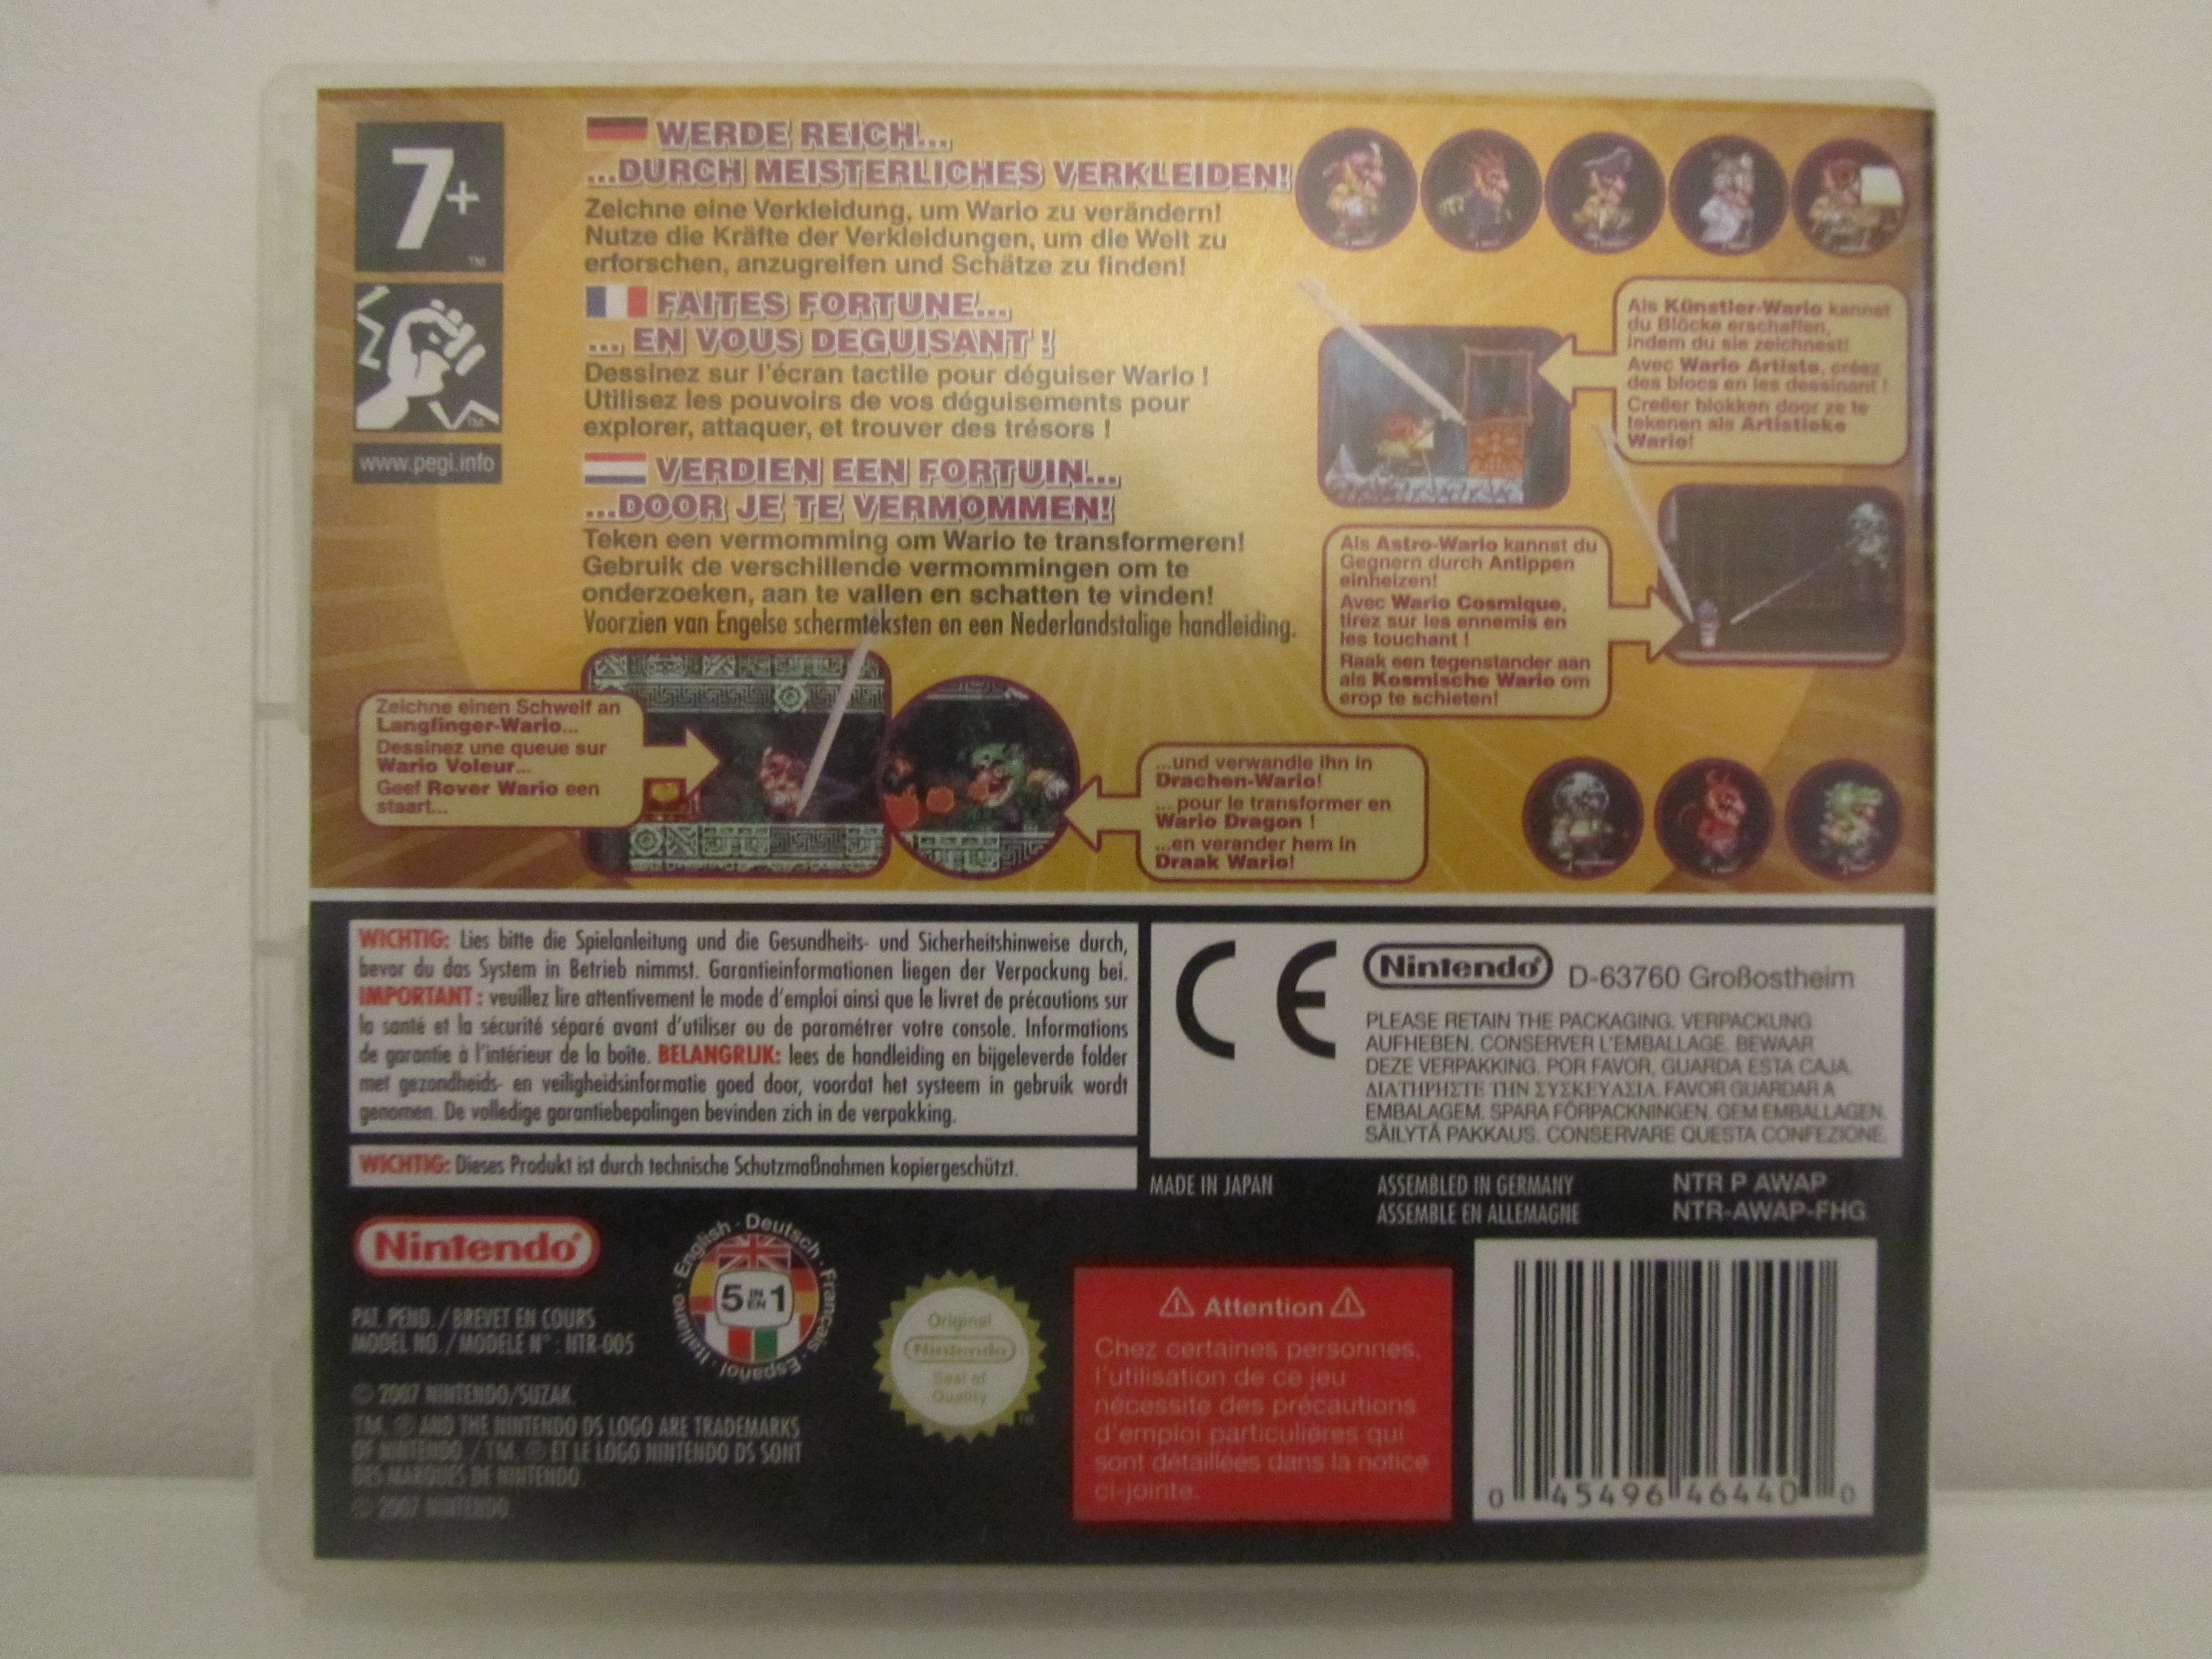 7+
™
™
www.pegi.info
WERDE REICH...
...DURCH MEISTERLICHES VERKLEIDEN!
Zeichne eine Verkleidung, um Wario zu verändern!
Nutze die Kräfte der Verkleidungen, um die Welt zu
erforschen, anzugreifen und Schätze zu finden!
FAITES FORTUNE...
... EN VOUS DEGUISANT !
Dessinez sur l'écran tactile pour déguiser Wario !
Utilisez les pouvoirs de vos déguisements pour
explorer, attaquer, et trouver des trésors !
VERDIEN EEN FORTUIN...
...DOOR JE TE VERMOMMEN!
Teken een vermomming om Wario te transformeren!
Gebruik de verschillende vermommingen om te
onderzoeken, aan te vallen en schatten te vinden!
Voorzien van Engelse schermteksten en een Nederlandstalige handleiding.
Als Künstler-Wario kannst
du Blöcke erschaffen,
indem du sie zeichnest!
Avec Wario Artiste, créez
des blocs en les dessinant !
Creëer blokken door ze te
tekenen als Artistieke
Wario!
Als Astro-Wario kannst du
Gegnern durch Antippen
einheizen!
Avec Wario Cosmique,
tirez sur les ennemis en
les touchant !
Raak een tegenstander aan
als Kosmische Wario om
erop te schieten!
Zeichne einen Schweif an
Langfinger-Wario...
Dessinez une queue sur
Wario Voleur...
Geef Rover Wario een
staart...
...und verwandle ihn in
Drachen-Wario!
... pour le transformer en
Wario Dragon !
...en verander hem in
Draak Wario!
WICHTIG: Lies bitte die Spielanleitung und die Gesundheits- und Sicherheitshinweise durch,
bevor du das System in Betrieb nimmst. Garantieinformationen liegen der Verpackung bei.
IMPORTANT : veuillez lire attentivement le mode d'emploi ainsi que le livret de précautions sur
la santé et la sécurité séparé avant d'utiliser ou de paramétrer votre console. Informations
de garantie à l'intérieur de la boîte. BELANGRIJK: lees de handleiding en bijgeleverde folder
met gezondheids- en veiligheidsinformatie goed door, voordat het systeem in gebruik wordt
genomen. De volledige garantiebepalingen bevinden zich in de verpakking.
WICHTIG: Dieses Produkt ist durch technische Schutzmaßnahmen kopiergeschützt.
CE
Nintendo® D-63760 Großostheim
PLEASE RETAIN THE PACKAGING. VERPACKUNG
AUFHEBEN. CONSERVER L'EMBALLAGE. BEWAAR
DEZE VERPAKKING. POR FAVOR, GUARDA ESTA CAJA.
ΔΙΑΤΗΡΗΣΤΕ ΤΗΝ ΣΥΣΚΕΥΑΣΙΑ. FAVOR GUARDAR A
EMBALAGEM. SPARA FÖRPACKNINGEN. GEM EMBALLAGEN.
SÄILYTÄ PAKKAUS. CONSERVARE QUESTA CONFEZIONE.
MADE IN JAPAN
ASSEMBLED IN GERMANY
ASSEMBLE EN ALLEMAGNE
NTR P AWAP
NTR-AWAP-FHG
Nintendo®
English · Deutsch · Français · Español · Italiano ·
5 IN EN 1
PAT. PEND. / BREVET EN COURS
MODEL NO. / MODELE N° : NTR-005
© 2007 NINTENDO/SUZAK.
TM, ® AND THE NINTENDO DS LOGO ARE TRADEMARKS
OF NINTENDO. / TM, ® ET LE LOGO NINTENDO DS SONT
DES MARQUES DE NINTENDO.
© 2007 NINTENDO.
Original
Nintendo
Seal of
Quality
TM
⚠ Attention ⚠
Chez certaines personnes,
l'utilisation de ce jeu
nécessite des précautions
d'emploi particulières qui
sont détaillées dans la notice
ci-jointe.
0 45496 46440 0